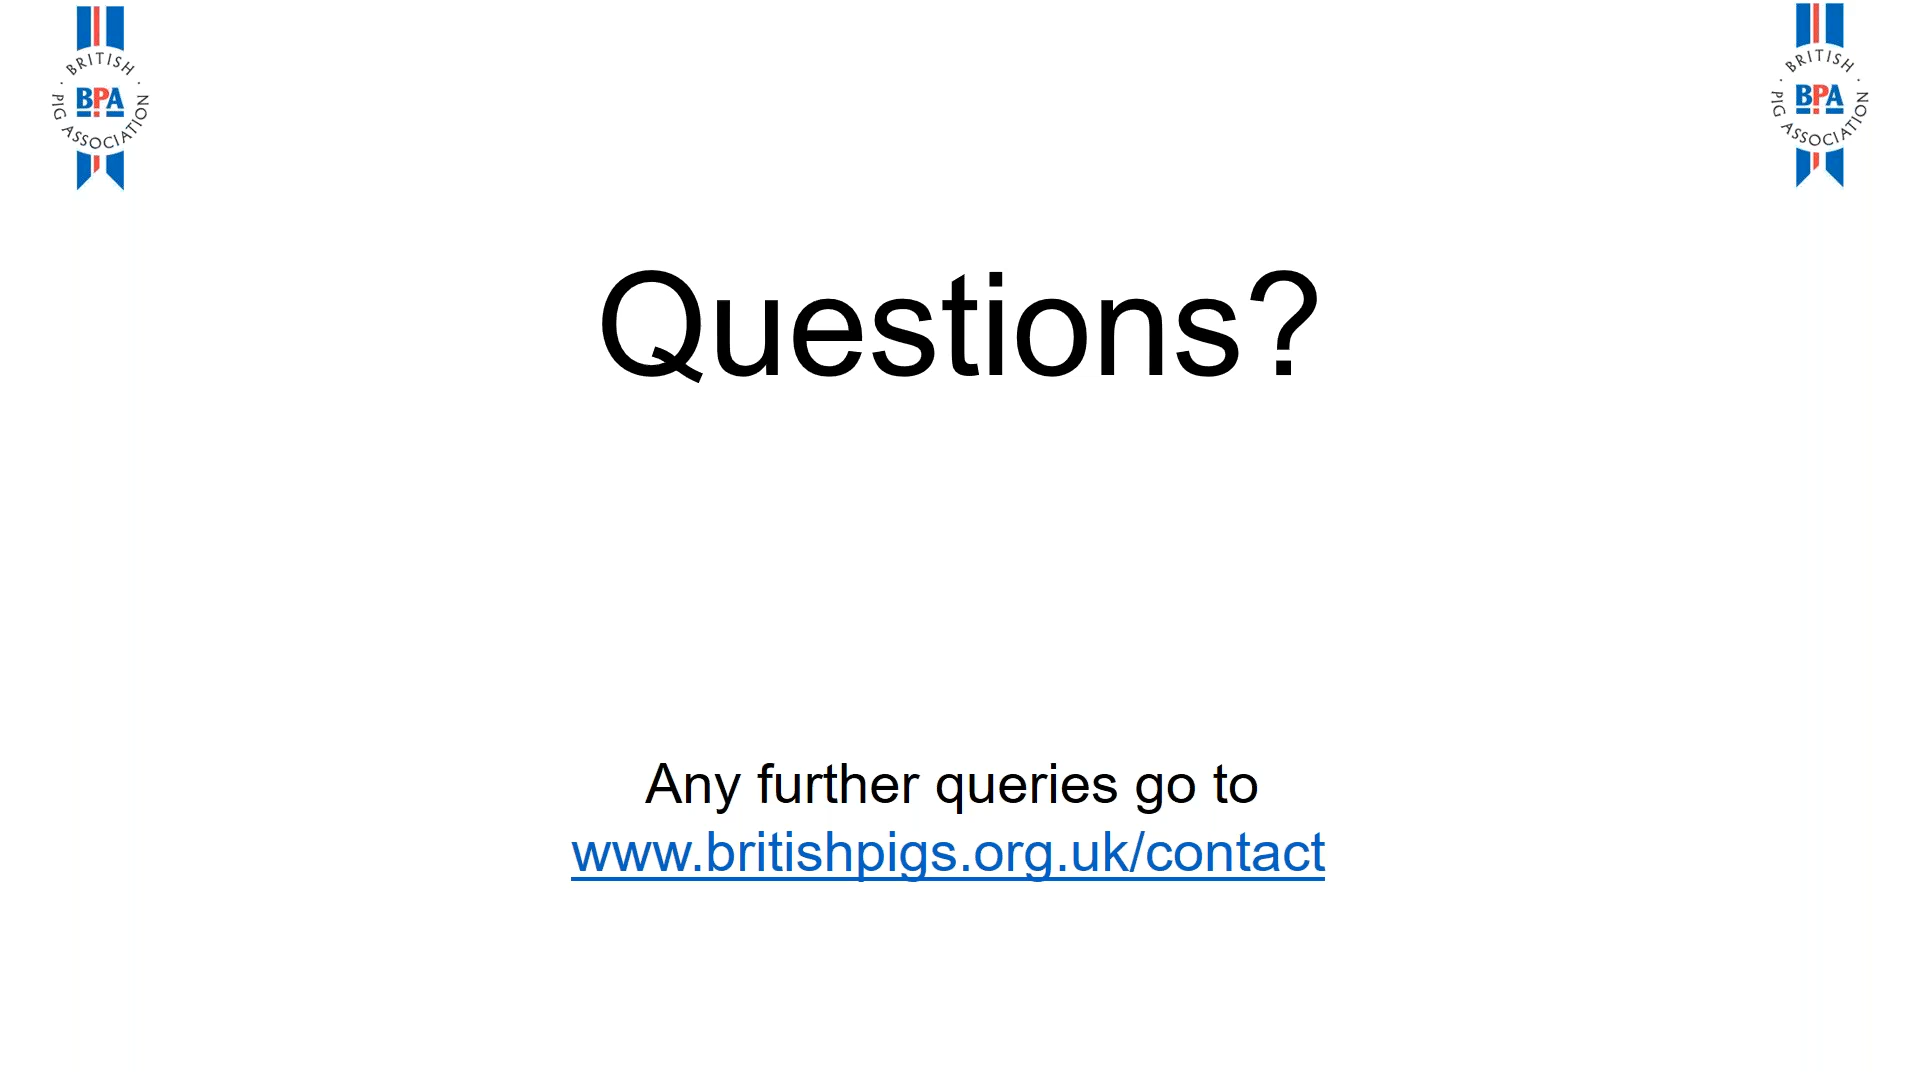 BRITISH
BPA
PIG ASSOCIATION
BRITISH
BPA
PIG ASSOCIATION
Questions?
Any further queries go to
www.britishpigs.org.uk/contact